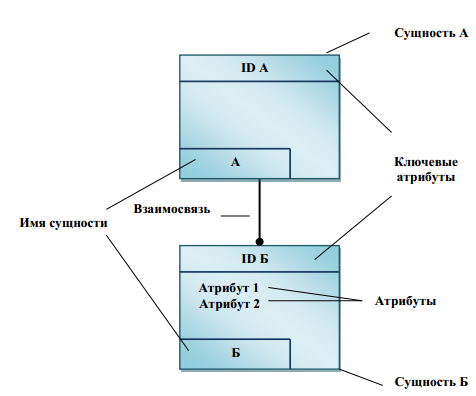 Сущность А
ID А
Ключевые
атрибуты
А
Взаимосвязь
Имя сущности
ID Б
Атрибут 1
Атрибут 2
Атрибуты
Б
Сущность Б